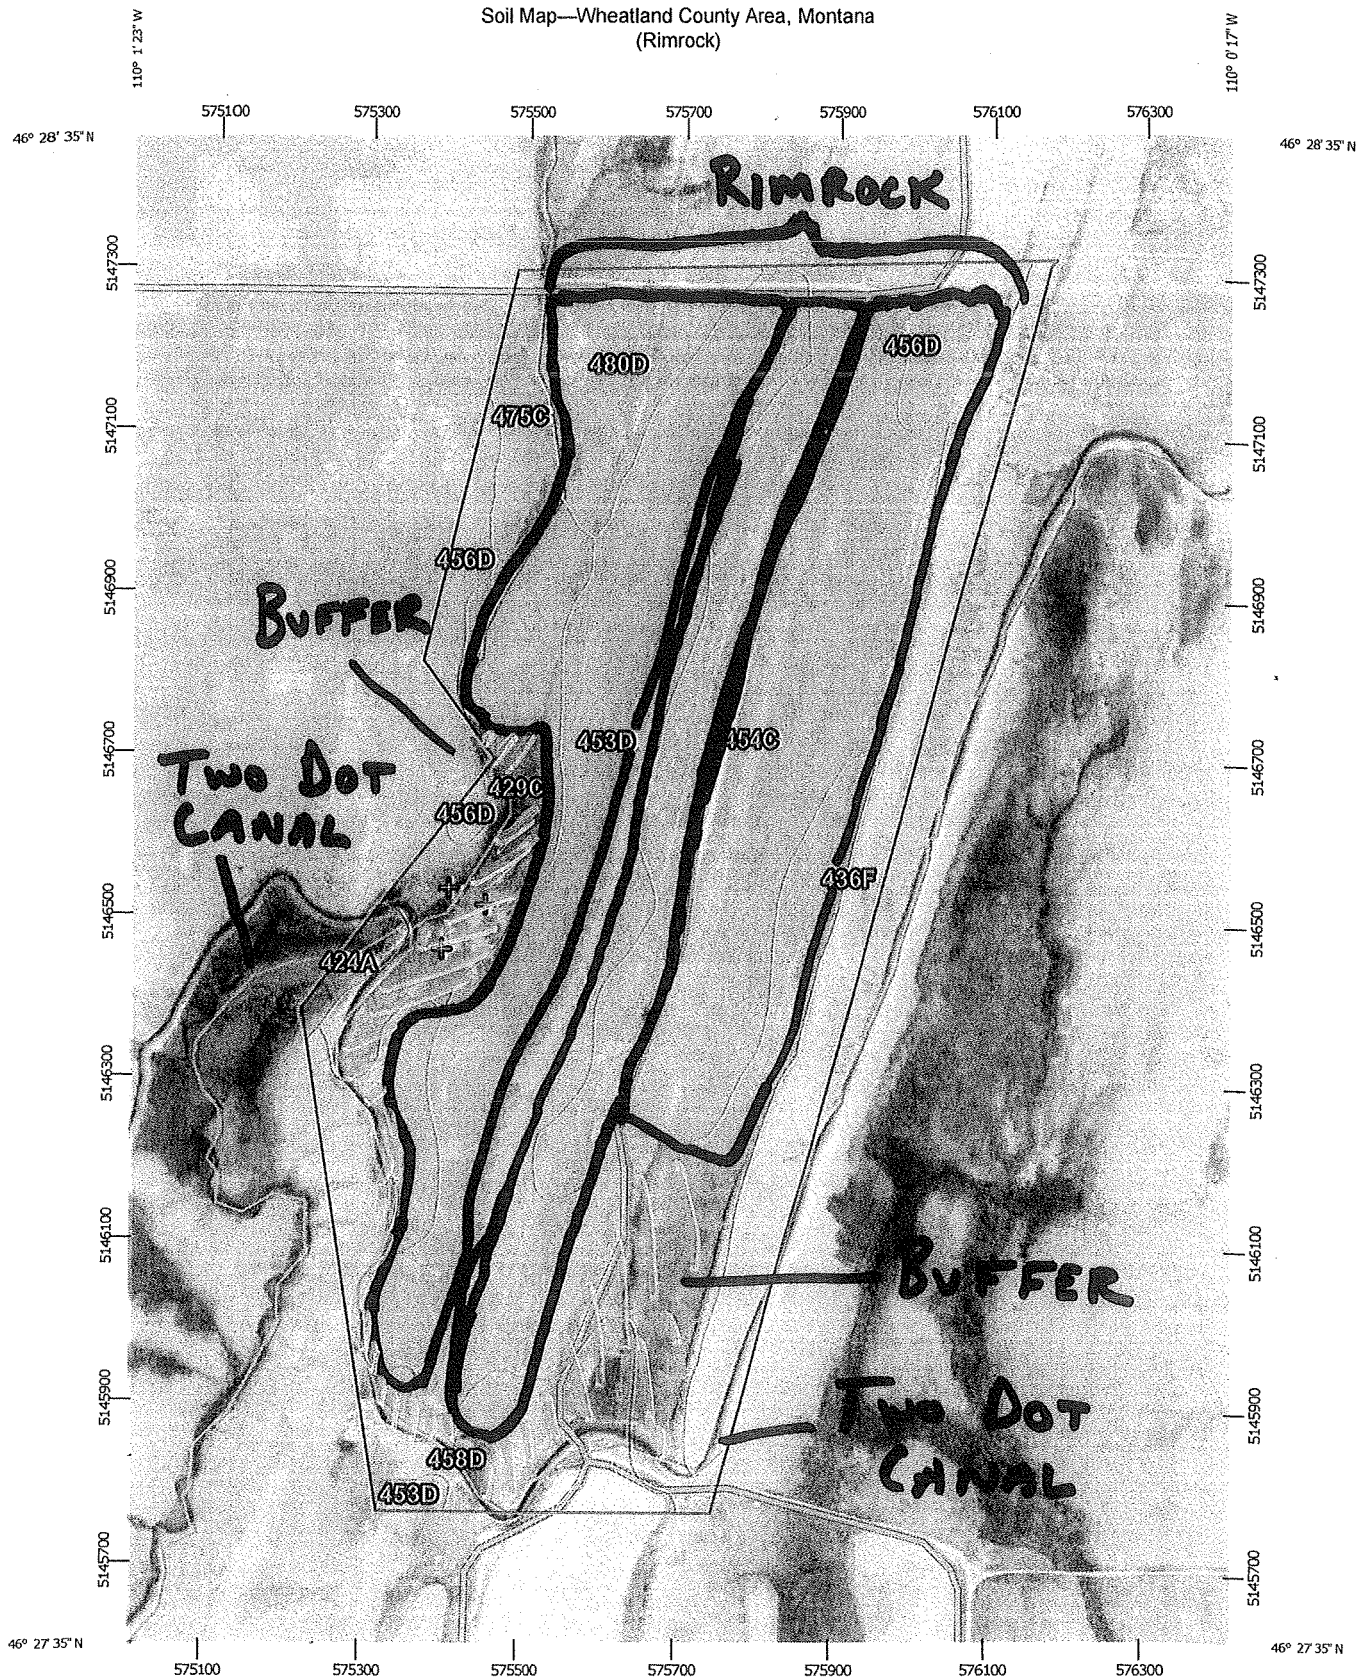 Soil Map—Wheatland County Area, Montana
(Rimrock)
110° 1' 23" W
110° 0' 17" W
575100 575300 575500 575700 575900 576100 576300
46° 28' 35" N
46° 28' 35" N
RIMROCK
5147300
5147300
456D
480D
475C
5147100
5147100
456D
5146900
5146900
BUFFER
5146700
5146700
453D
454C
TWO DOT
CANAL
429C
456D
436F
5146500
5146500
424A
5146300
5146300
5146100
5146100
BUFFER
5145900
5145900
TWO DOT
CANAL
458D
453D
5145700
5145700
46° 27' 35" N
46° 27' 35" N
575100 575300 575500 575700 575900 576100 576300